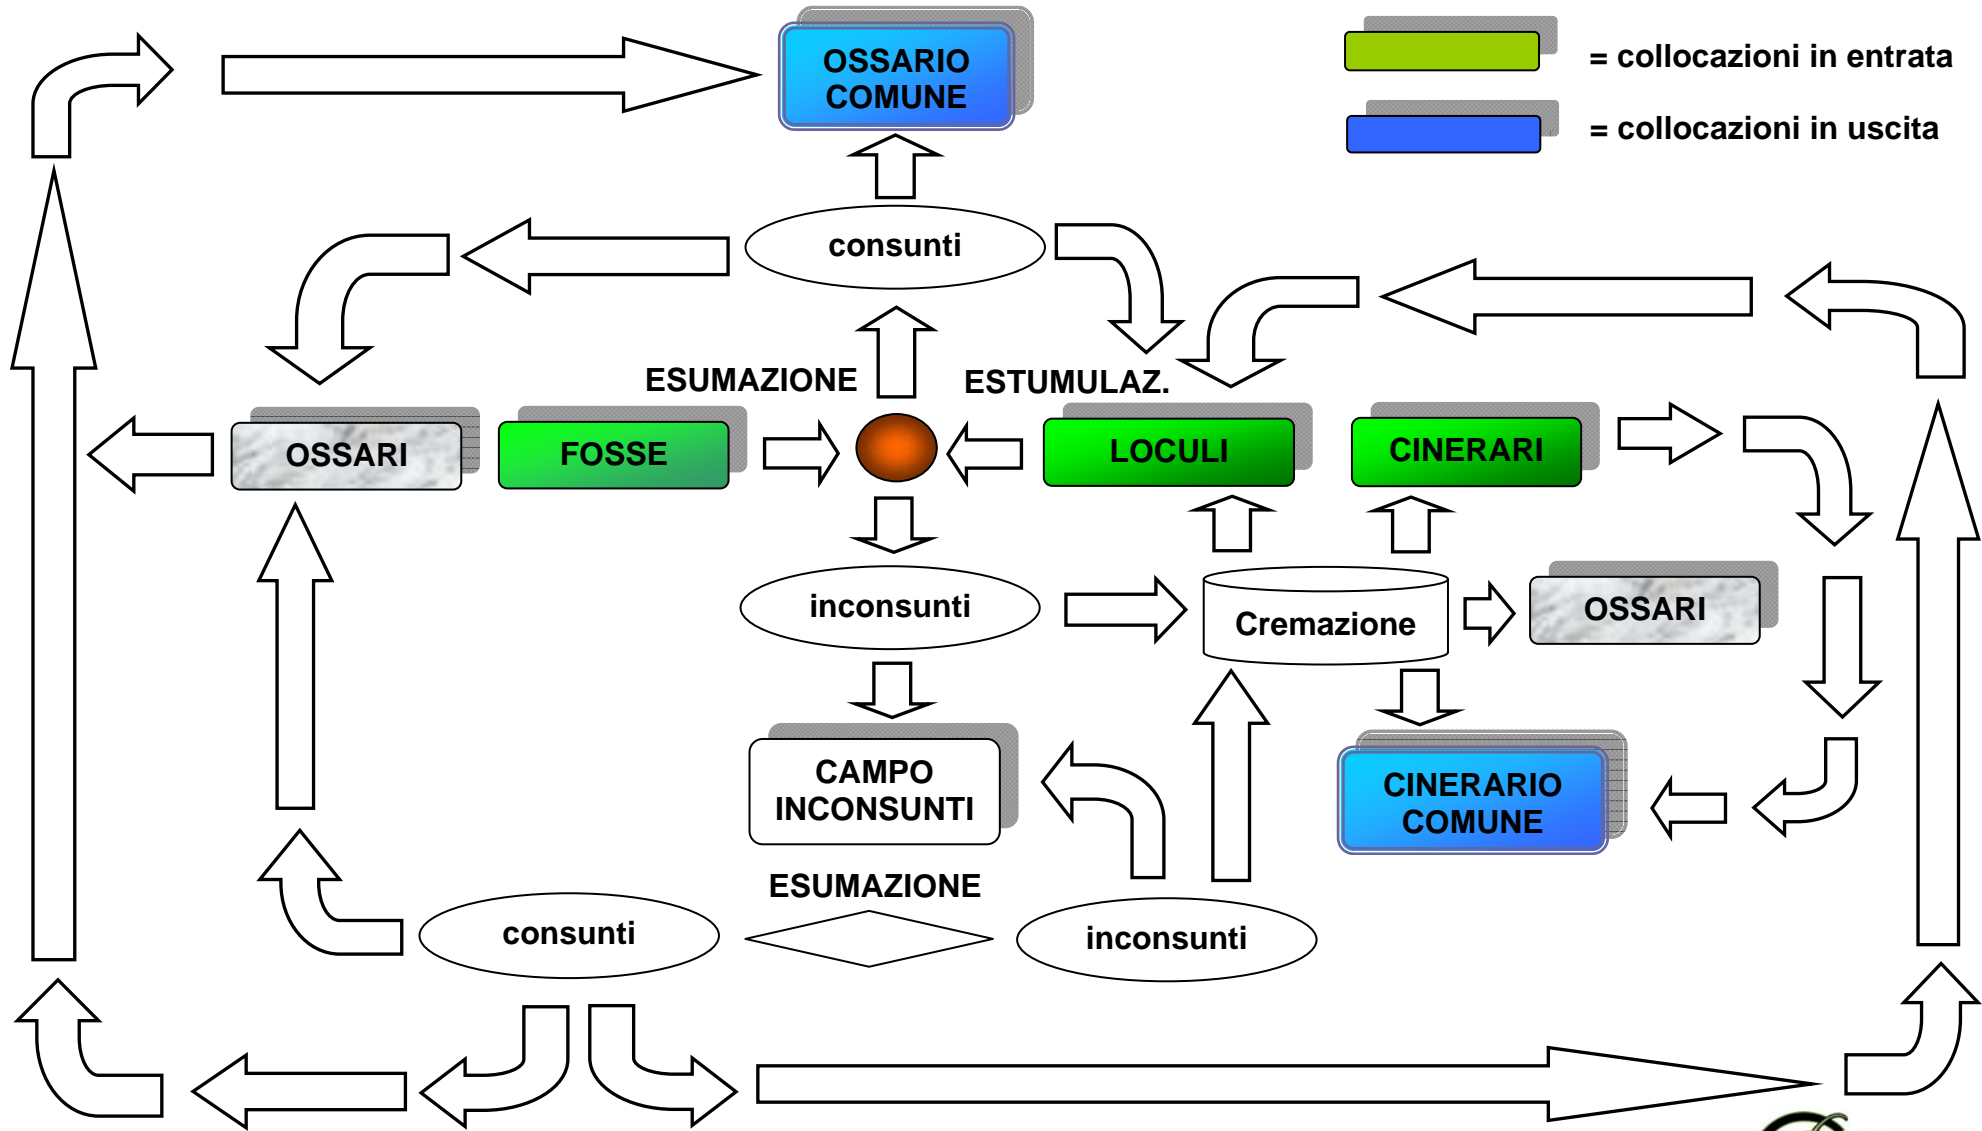 OSSARIO
COMUNE
= collocazioni in entrata
= collocazioni in uscita
consunti
ESUMAZIONE
ESTUMULAZ.
OSSARI
FOSSE
LOCULI
CINERARI
inconsunti
Cremazione
OSSARI
CAMPO
INCONSUNTI
CINERARIO
COMUNE
ESUMAZIONE
consunti
inconsunti